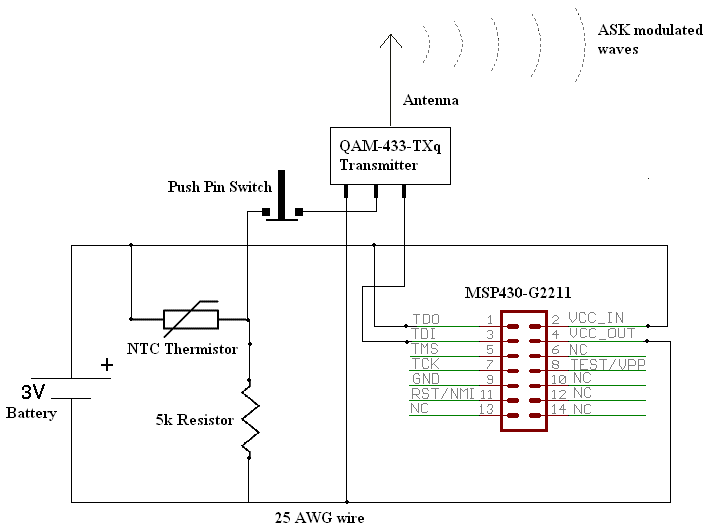 ASK modulated
waves
Antenna
QAM-433-TXq
Transmitter
Push Pin Switch
MSP430-G2211
TDO 1 2 VCC_IN
TDI 3 4 VCC_OUT
TMS 5 6 NC
TCK 7 8 TEST/VPP
GND 9 10 NC
RST/NMI 11 12 NC
NC 13 14 NC
NTC Thermistor
+
3V
Battery
5k Resistor
25 AWG wire